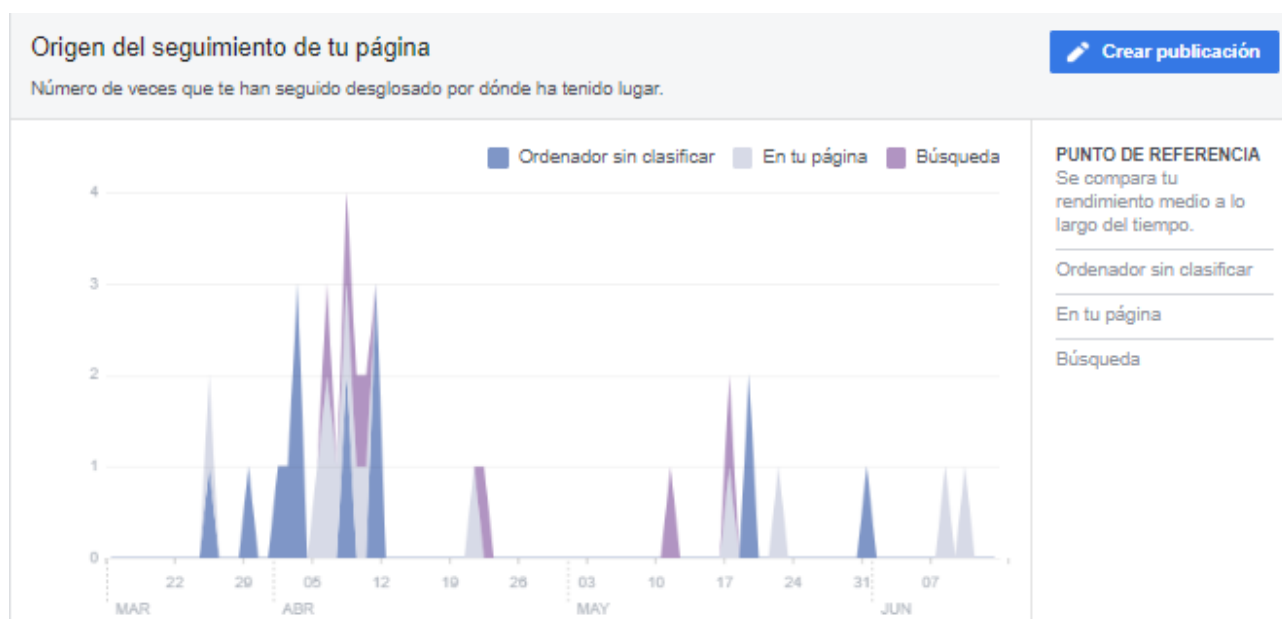 Origen del seguimiento de tu página
Crear publicación
Número de veces que te han seguido desglosado por dónde ha tenido lugar.
Ordenador sin clasificar En tu página Búsqueda
PUNTO DE REFERENCIA
Se compara tu
rendimiento medio a lo
largo del tiempo.
Ordenador sin clasificar
En tu página
Búsqueda
4
3
2
1
0
22 29 05 12 19 26 03 10 17 24 31 07
MAR ABR MAY JUN